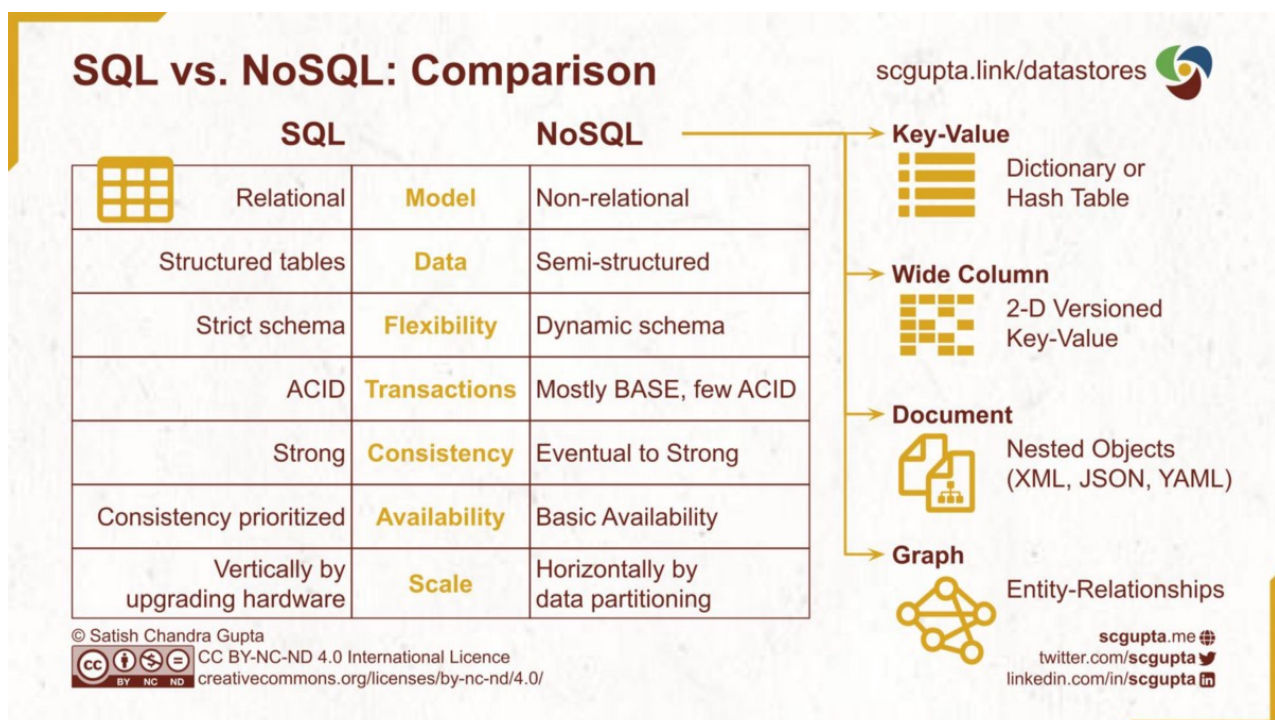 SQL vs. NoSQL: Comparison
scgupta.link/datastores
SQL
NoSQL
Relational Model Non-relational
Structured tables Data Semi-structured
Strict schema Flexibility Dynamic schema
ACID Transactions Mostly BASE, few ACID
Strong Consistency Eventual to Strong
Consistency prioritized Availability Basic Availability
Vertically by
upgrading hardware
Scale
Horizontally by
data partitioning
Key-Value
Dictionary or
Hash Table
Wide Column
2-D Versioned
Key-Value
Document
Nested Objects
(XML, JSON, YAML)
Graph
Entity-Relationships
© Satish Chandra Gupta
cc BY NC ND
CC BY-NC-ND 4.0 International Licence
creativecommons.org/licenses/by-nc-nd/4.0/
scgupta.me
twitter.com/scgupta
linkedin.com/in/scgupta in